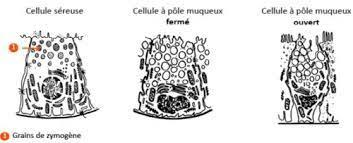 Cellule séreuse
Cellule à pôle muqueux
fermé
Cellule à pôle muqueux
ouvert
1
1 Grains de zymogène